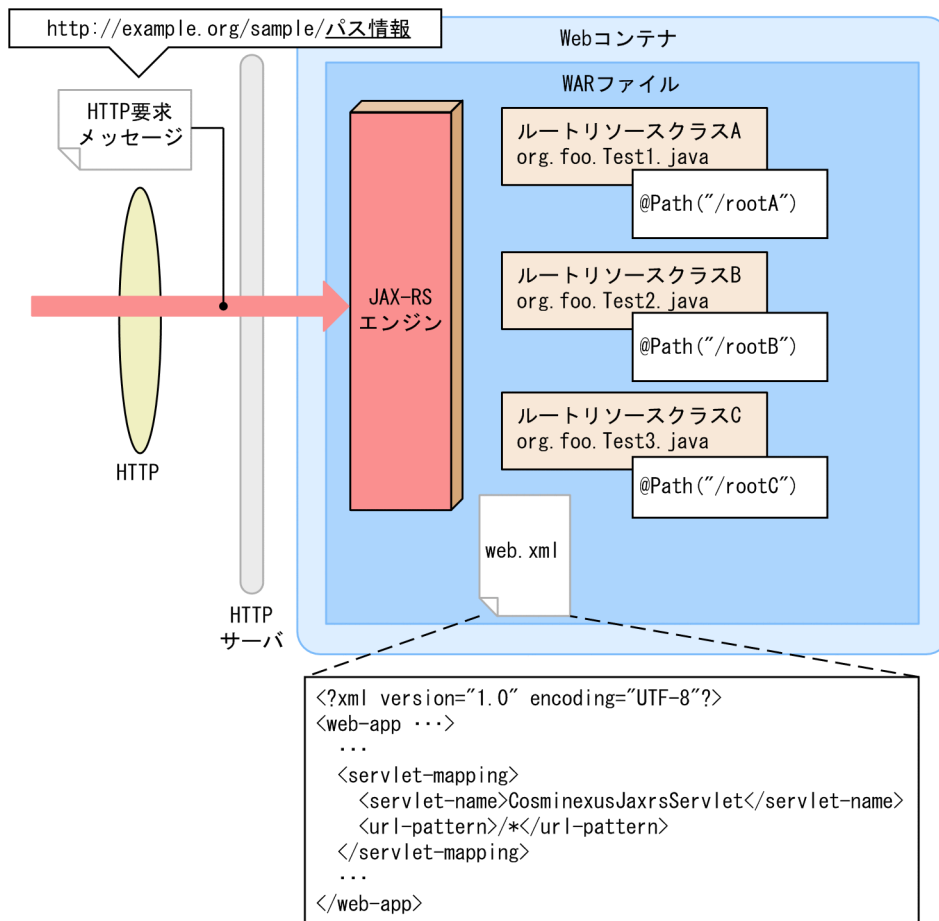 http://example.org/sample/パス情報
Webコンテナ
WARファイル
HTTP要求
メッセージ
ルートリソースクラスA
org.foo.Test1.java
@Path("/rootA")
ルートリソースクラスB
org.foo.Test2.java
@Path("/rootB")
JAX-RS
エンジン
ルートリソースクラスC
org.foo.Test3.java
@Path("/rootC")
HTTP
web.xml
HTTP
サーバ
<?xml version="1.0" encoding="UTF-8"?>
<web-app ···>
···
<servlet-mapping>
<servlet-name>CosminexusJaxrsServlet</servlet-name>
<url-pattern>/*</url-pattern>
</servlet-mapping>
···
</web-app>